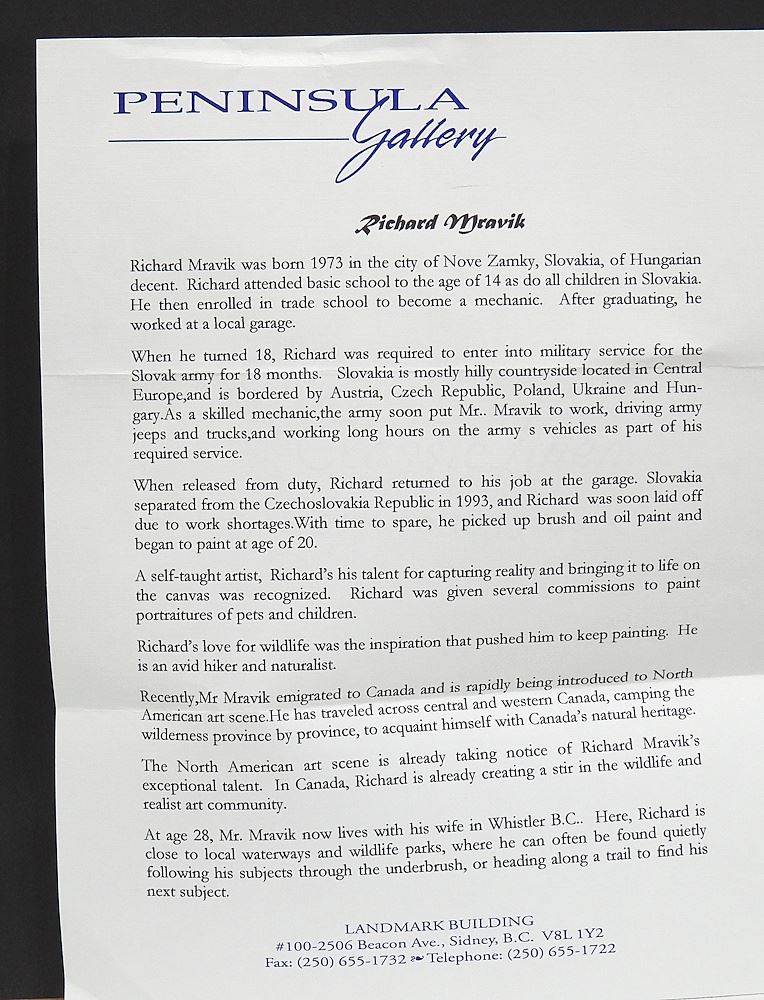 PENINSULA
Gallery
Richard Mravik
Richard Mravik was born 1973 in the city of Nove Zamky, Slovakia, of Hungarian
decent. Richard attended basic school to the age of 14 as do all children in Slovakia.
He then enrolled in trade school to become a mechanic. After graduating, he
worked at a local garage.
When he turned 18, Richard was required to enter into military service for the
Slovak army for 18 months. Slovakia is mostly hilly countryside located in Central
Europe,and is bordered by Austria, Czech Republic, Poland, Ukraine and Hun-
gary.As a skilled mechanic,the army soon put Mr.. Mravik to work, driving army
jeeps and trucks,and working long hours on the army s vehicles as part of his
required service.
When released from duty, Richard returned to his job at the garage. Slovakia
separated from the Czechoslovakia Republic in 1993, and Richard was soon laid off
due to work shortages.With time to spare, he picked up brush and oil paint and
began to paint at age of 20.
A self-taught artist, Richard's his talent for capturing reality and bringing it to life on
the canvas was recognized. Richard was given several commissions to paint
portraitures of pets and children.
Richard's love for wildlife was the inspiration that pushed him to keep painting. He
is an avid hiker and naturalist.
Recently,Mr Mravik emigrated to Canada and is rapidly being introduced to North
American art scene.He has traveled across central and western Canada, camping the
wilderness province by province, to acquaint himself with Canada's natural heritage.
The North American art scene is already taking notice of Richard Mravik's
exceptional talent. In Canada, Richard is already creating a stir in the wildlife and
realist art community.
At age 28, Mr. Mravik now lives with his wife in Whistler B.C.. Here, Richard is
close to local waterways and wildlife parks, where he can often be found quietly
following his subjects through the underbrush, or heading along a trail to find his
next subject.
LANDMARK BUILDING
#100-2506 Beacon Ave., Sidney, B.C. V8L 1Y2
Fax: (250) 655-1732 ❧ Telephone: (250) 655-1722